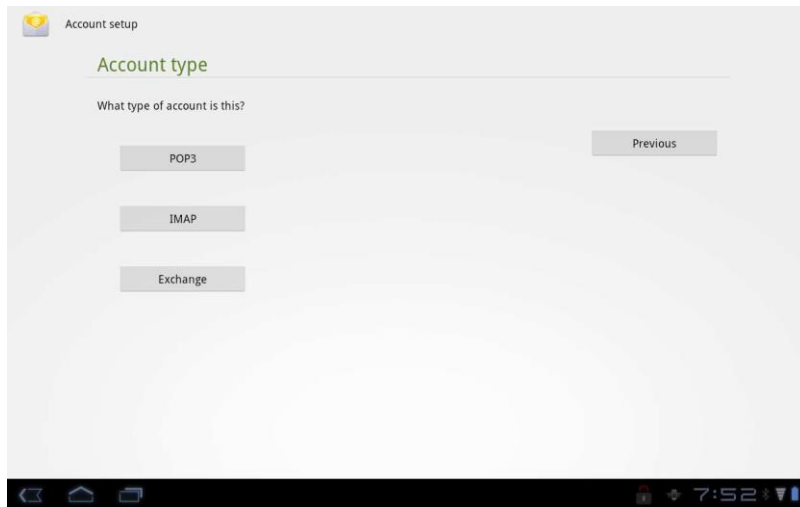 Account setup
Account type
What type of account is this?
Previous
POP3
IMAP
Exchange
7:52